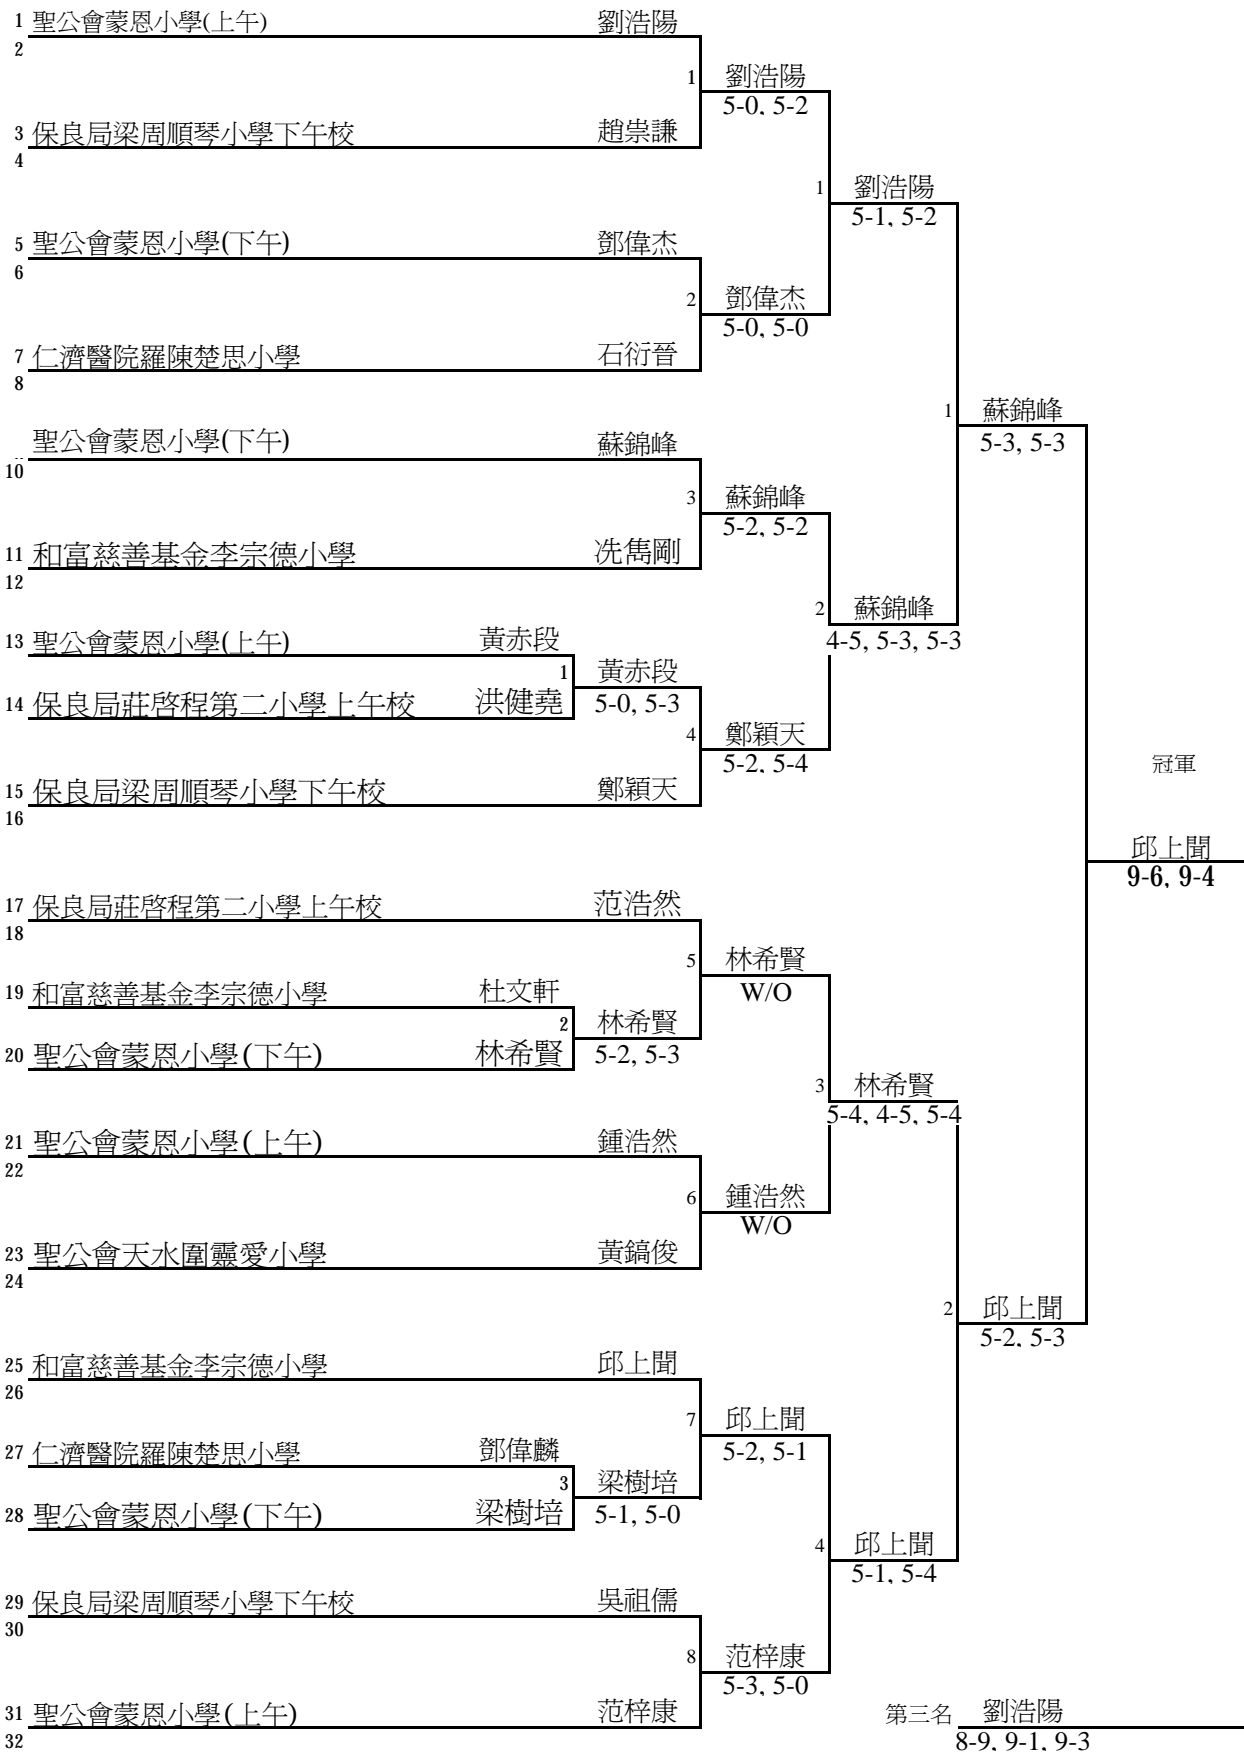 1 聖公會蒙恩小學(上午) 劉浩陽
2
1 劉浩陽
5-0, 5-2
3 保良局梁周順琴小學下午校 趙崇謙
4
1 劉浩陽
5-1, 5-2
5 聖公會蒙恩小學(下午) 鄧偉杰
6
2 鄧偉杰
5-0, 5-0
7 仁濟醫院羅陳楚思小學 石衍晉
8
1 蘇錦峰
5-3, 5-3
聖公會蒙恩小學(下午) 蘇錦峰
10
3 蘇錦峰
5-2, 5-2
11 和富慈善基金李宗德小學 冼雋剛
12
2 蘇錦峰
4-5, 5-3, 5-3
13 聖公會蒙恩小學(上午) 黃赤段
1 黃赤段
14 保良局莊啓程第二小學上午校 洪健堯 5-0, 5-3
4 鄭穎天
5-2, 5-4
冠軍
15 保良局梁周順琴小學下午校 鄭穎天
16
邱上聞
9-6, 9-4
17 保良局莊啓程第二小學上午校 范浩然
18
5 林希賢
W/O
19 和富慈善基金李宗德小學 杜文軒
2 林希賢
20 聖公會蒙恩小學(下午) 林希賢 5-2, 5-3
3 林希賢
5-4, 4-5, 5-4
21 聖公會蒙恩小學(上午) 鍾浩然
22
6 鍾浩然
W/O
23 聖公會天水圍靈愛小學 黃鎬俊
24
2 邱上聞
5-2, 5-3
25 和富慈善基金李宗德小學 邱上聞
26
7 邱上聞
5-2, 5-1
27 仁濟醫院羅陳楚思小學 鄧偉麟
3 梁樹培
28 聖公會蒙恩小學(下午) 梁樹培 5-1, 5-0
4 邱上聞
5-1, 5-4
29 保良局梁周順琴小學下午校 吳祖儒
30
8 范梓康
5-3, 5-0
31 聖公會蒙恩小學(上午) 范梓康
32
第三名 劉浩陽
8-9, 9-1, 9-3